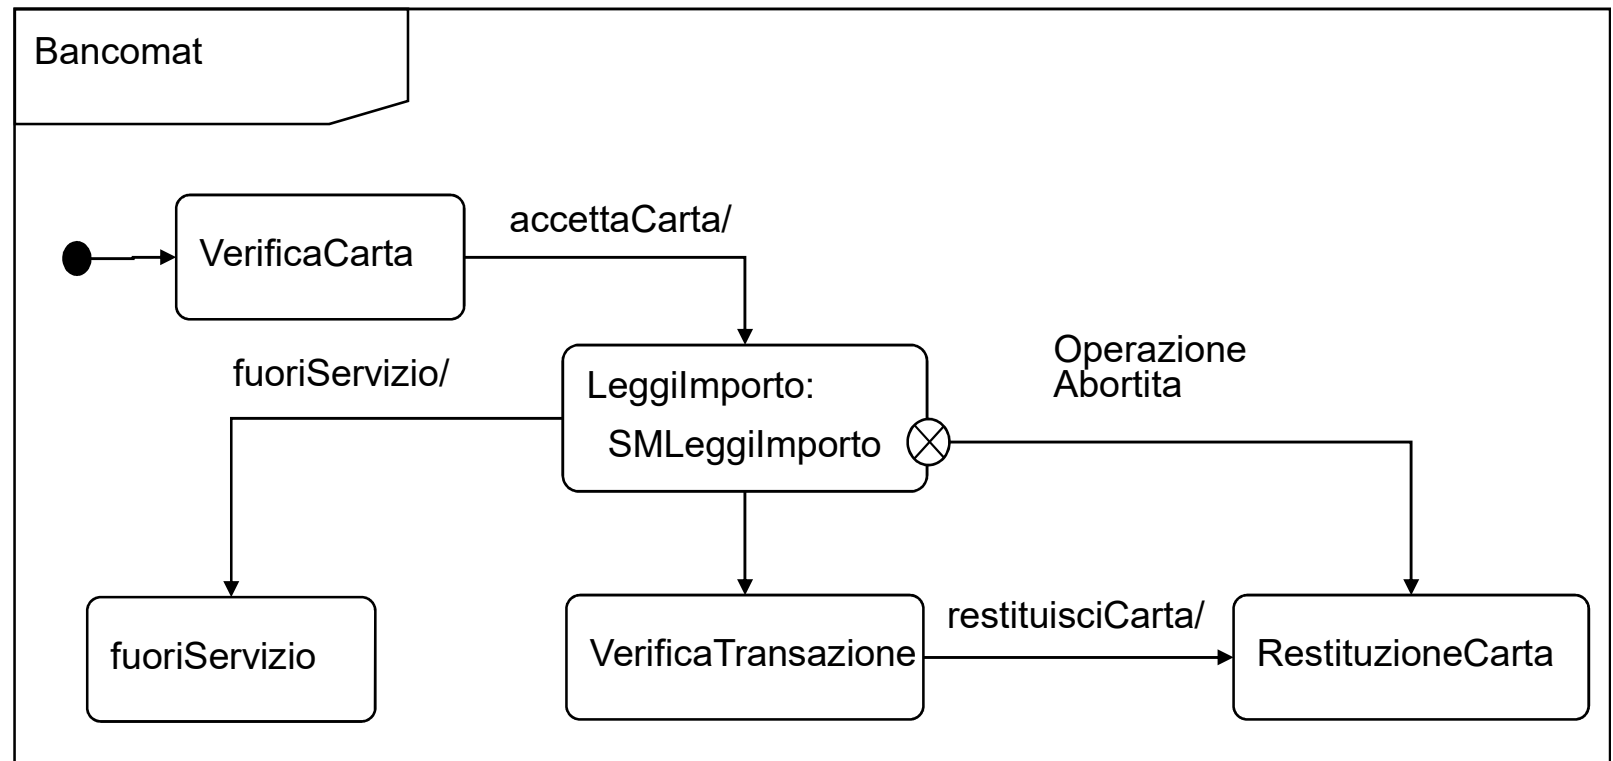 Bancomat
accettaCarta/
VerificaCarta
Operazione
Abortita
fuoriServizio/
LeggiImporto:
SMLeggiImporto
restituisciCarta/
fuoriServizio
VerificaTransazione
RestituzioneCarta